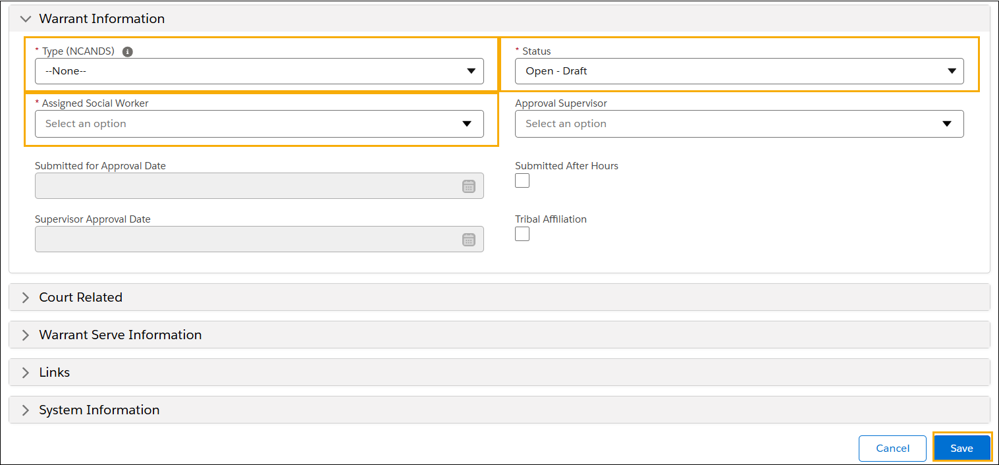 Warrant Information
* Type (NCANDS)
--None--
* Status
Open - Draft
* Assigned Social Worker
Select an option
Approval Supervisor
Select an option
Submitted for Approval Date
Submitted After Hours
Supervisor Approval Date
Tribal Affiliation
Court Related
Warrant Serve Information
Links
System Information
Cancel
Save